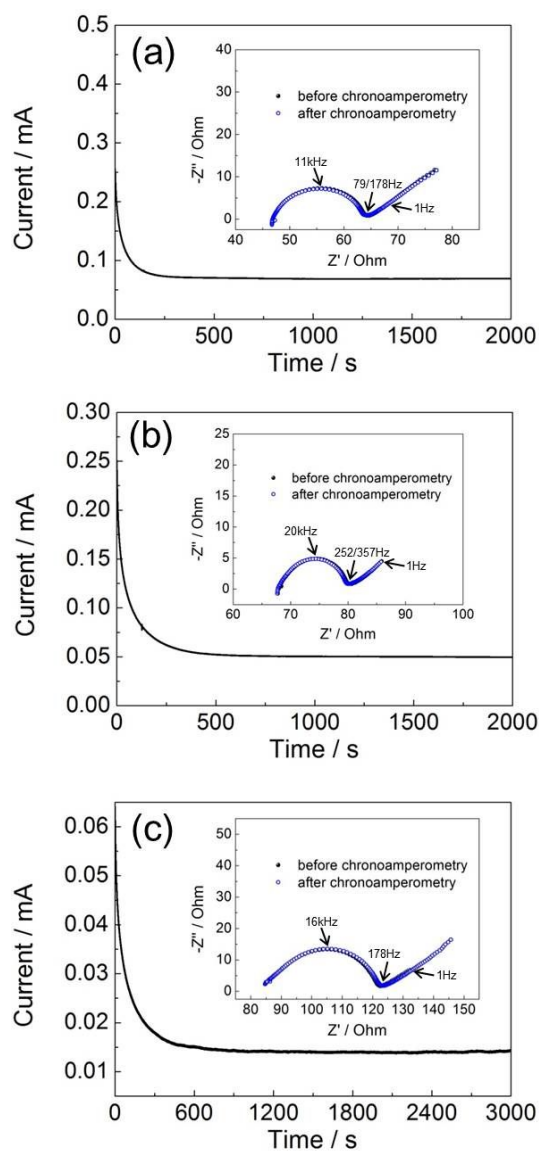 (a)
0.5
0.4
0.3
0.2
0.1
0.0
Current / mA
0 500 1000 1500 2000
Time / s
40
30
20
10
0
-Z'' / Ohm
before chronoamperometry
after chronoamperometry
11kHz
79/178Hz
1Hz
40 50 60 70 80
Z' / Ohm
(b)
0.30
0.25
0.20
0.15
0.10
0.05
0.00
Current / mA
0 500 1000 1500 2000
Time / s
25
20
15
10
5
0
-Z'' / Ohm
before chronoamperometry
after chronoamperometry
20kHz
252/357Hz
1Hz
60 70 80 90 100
Z' / Ohm
(c)
0.06
0.05
0.04
0.03
0.02
0.01
Current / mA
0 600 1200 1800 2400 3000
Time / s
50
40
30
20
10
0
-Z'' / Ohm
before chronoamperometry
after chronoamperometry
16kHz
178Hz
1Hz
80 90 100 110 120 130 140 150
Z' / Ohm